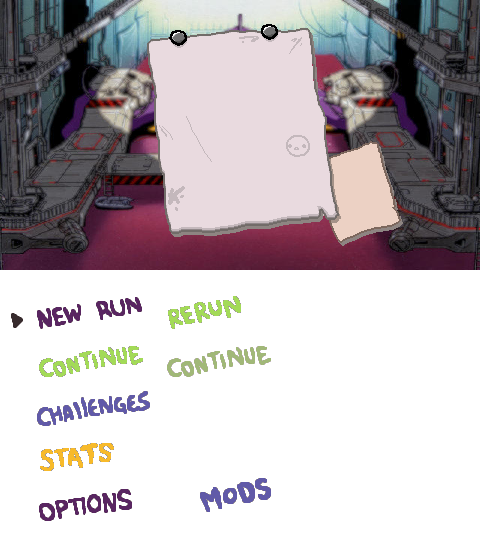 NEW RUN RERUN
CONTINUE CONTINUE
CHAllENGES
STATS
OPTIONS MODS